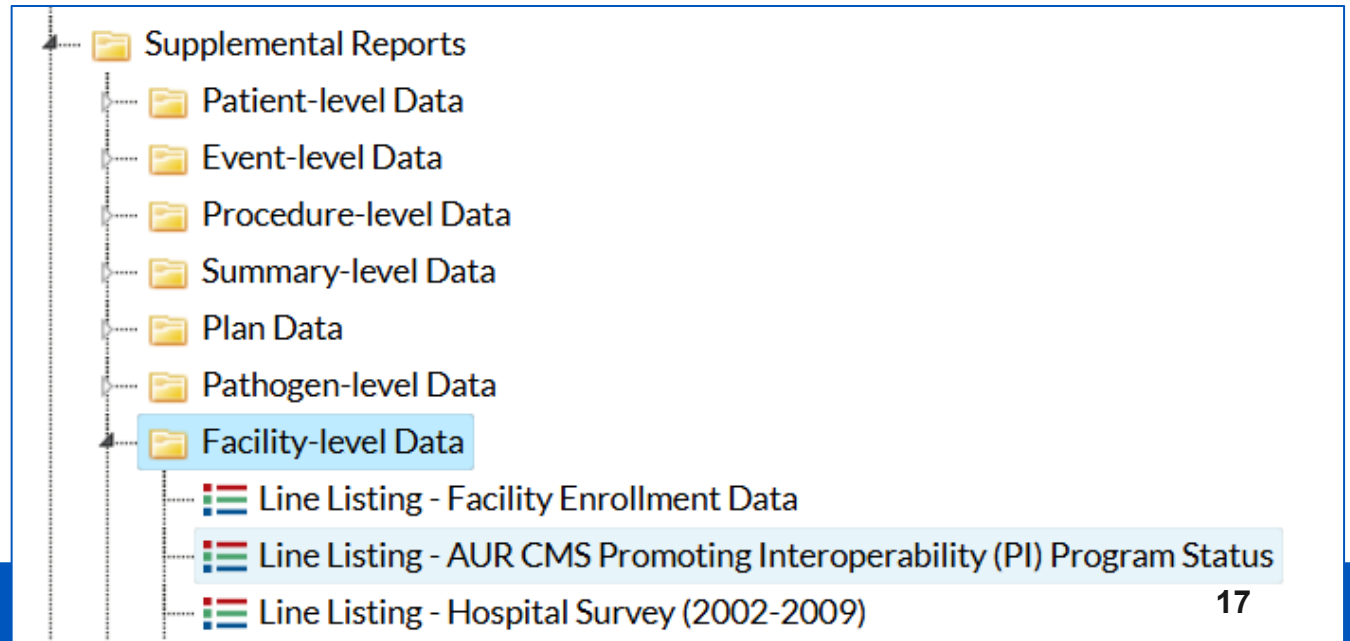 Supplemental Reports
Patient-level Data
Event-level Data
Procedure-level Data
Summary-level Data
Plan Data
Pathogen-level Data
Facility-level Data
Line Listing - Facility Enrollment Data
Line Listing - AUR CMS Promoting Interoperability (PI) Program Status
Line Listing - Hospital Survey (2002-2009)
17